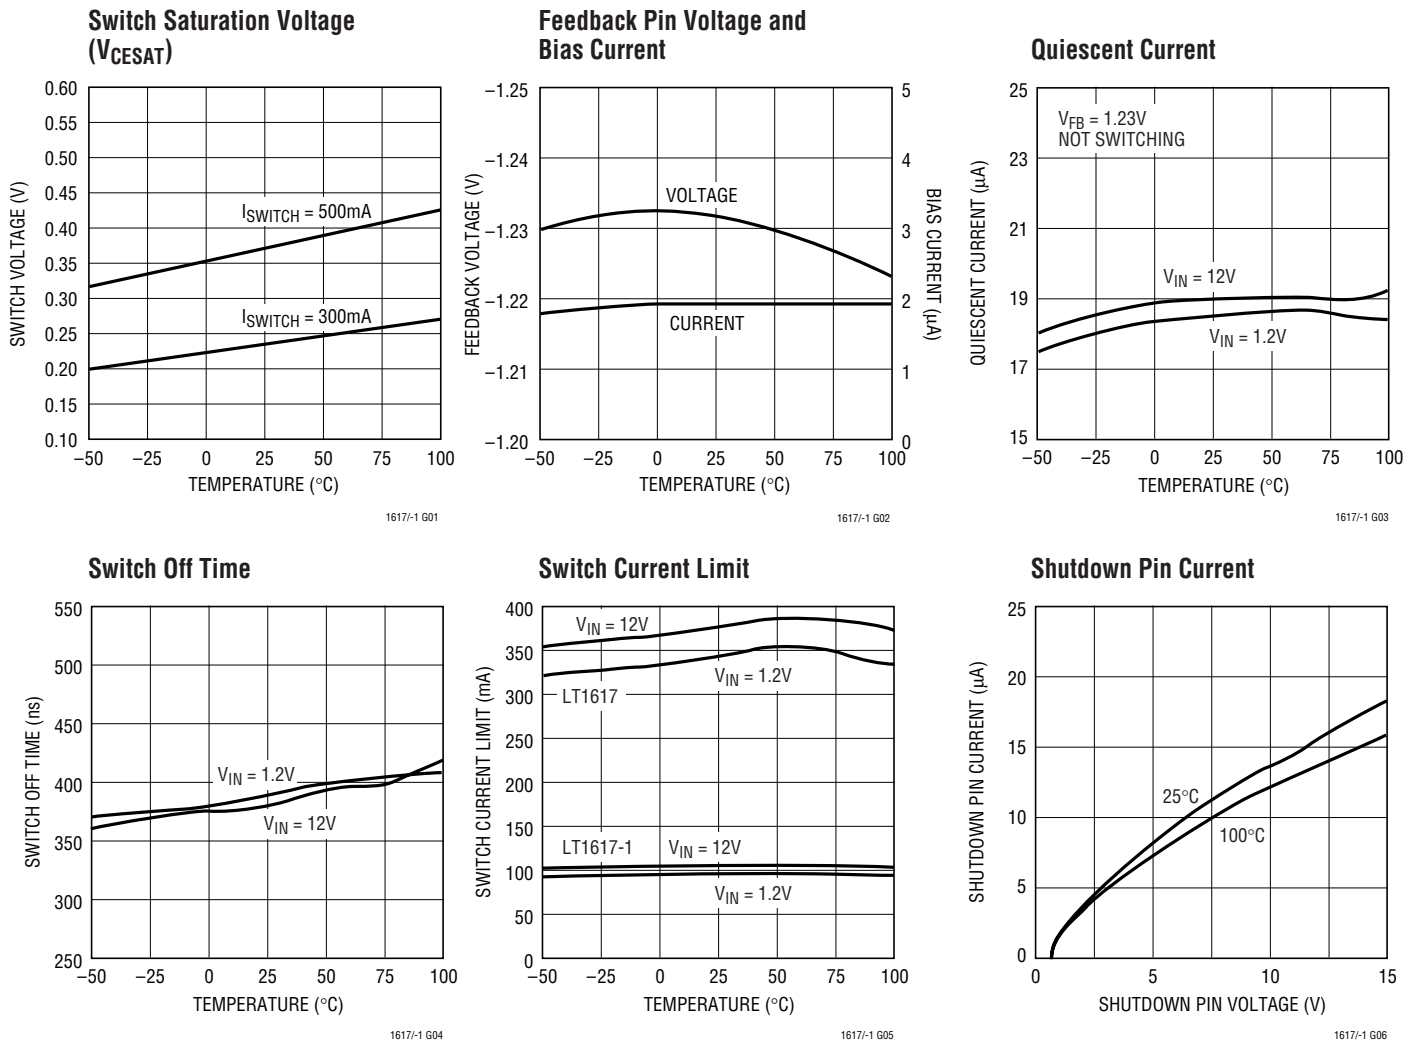 Switch Saturation Voltage
(VCESAT)
0.60
0.55
0.50
0.45
0.40
0.35
0.30
0.25
0.20
0.15
0.10
SWITCH VOLTAGE (V)
ISWITCH = 500mA
ISWITCH = 300mA
–50 –25 0 25 50 75 100
TEMPERATURE (°C)
1617/-1 G01
Feedback Pin Voltage and
Bias Current
–1.25
–1.24
–1.23
–1.22
–1.21
–1.20
FEEDBACK VOLTAGE (V)
VOLTAGE
CURRENT
5
4
3
2
1
0
BIAS CURRENT (µA)
–50 –25 0 25 50 75 100
TEMPERATURE (°C)
1617/-1 G02
Quiescent Current
25
23
21
19
17
15
QUIESCENT CURRENT (µA)
VFB = 1.23V
NOT SWITCHING
VIN = 12V
VIN = 1.2V
–50 –25 0 25 50 75 100
TEMPERATURE (°C)
1617/-1 G03
Switch Off Time
550
500
450
400
350
300
250
SWITCH OFF TIME (ns)
VIN = 1.2V
VIN = 12V
–50 –25 0 25 50 75 100
TEMPERATURE (°C)
1617/-1 G04
Switch Current Limit
400
350
300
250
200
150
100
50
0
SWITCH CURRENT LIMIT (mA)
VIN = 12V
VIN = 1.2V
LT1617
LT1617-1 VIN = 12V
VIN = 1.2V
–50 –25 0 25 50 75 100
TEMPERATURE (°C)
1617/-1 G05
Shutdown Pin Current
25
20
15
10
5
0
SHUTDOWN PIN CURRENT (µA)
25°C
100°C
0 5 10 15
SHUTDOWN PIN VOLTAGE (V)
1617/-1 G06